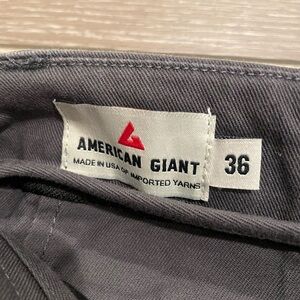 AMERICAN GIANT
MADE IN USA OF IMPORTED YARNS
36